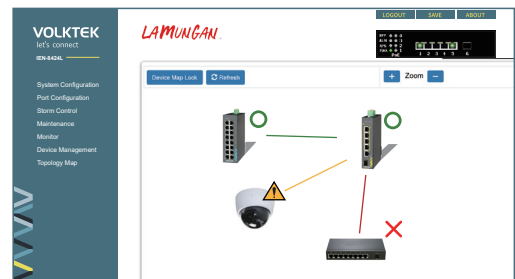 LOGOUT SAVE ABOUT
VOLKTEK
let's connect
IEN-8424L
LAMUNGAN
PoE 1 2 3 4 5 6
Device Map Lock Refresh + Zoom −
System Configuration
Port Configuration
Storm Control
Maintenance
Monitor
Device Management
Topology Map